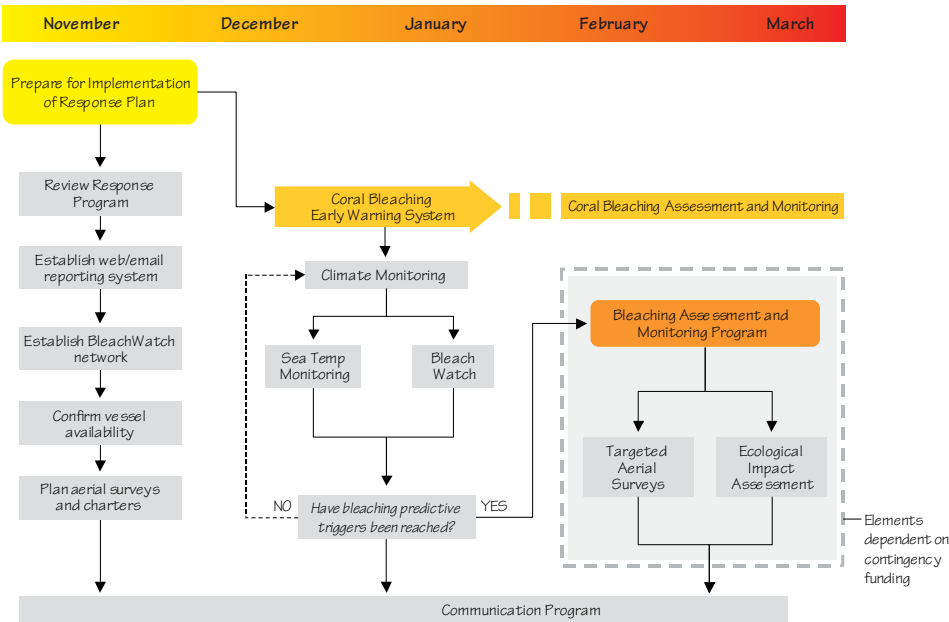 November
December
January
February
March
Prepare for Implementation
of Response Plan
Review Response
Program
Establish web/email
reporting system
Establish BleachWatch
network
Confirm vessel
availability
Plan aerial surveys
and charters
Coral Bleaching
Early Warning System
Coral Bleaching Assessment and Monitoring
Climate Monitoring
Sea Temp
Monitoring
Bleach
Watch
NO
Have bleaching predictive
triggers been reached?
YES
Bleaching Assessment and
Monitoring Program
Targeted
Aerial
Surveys
Ecological
Impact
Assessment
Elements
dependent on
contingency
funding
Communication Program